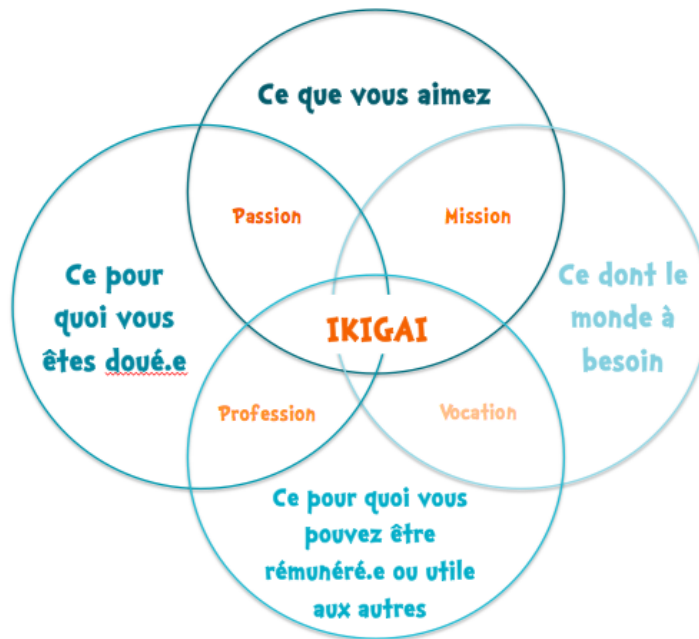 Ce que vous aimez
Passion
Mission
Ce pour
quoi vous
êtes doué.e
Ce dont le
monde à
besoin
IKIGAI
Profession
Vocation
Ce pour quoi vous
pouvez être
rémunéré.e ou utile
aux autres